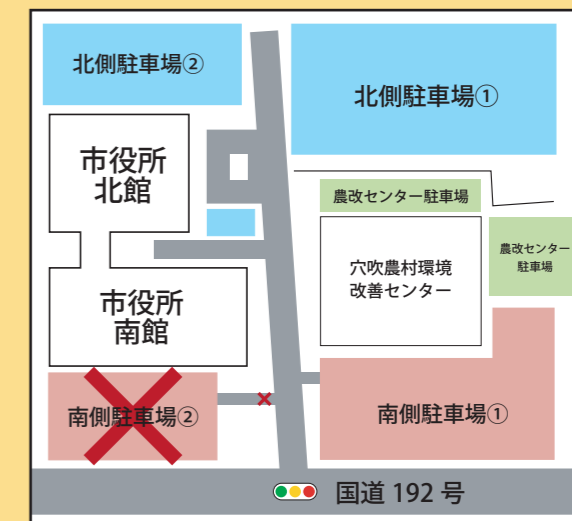 北側駐車場②
北側駐車場①
市役所
北館
農改センター駐車場
農改センター
駐車場
穴吹農村環境
改善センター
市役所
南館
南側駐車場②
南側駐車場①
国道 192 号